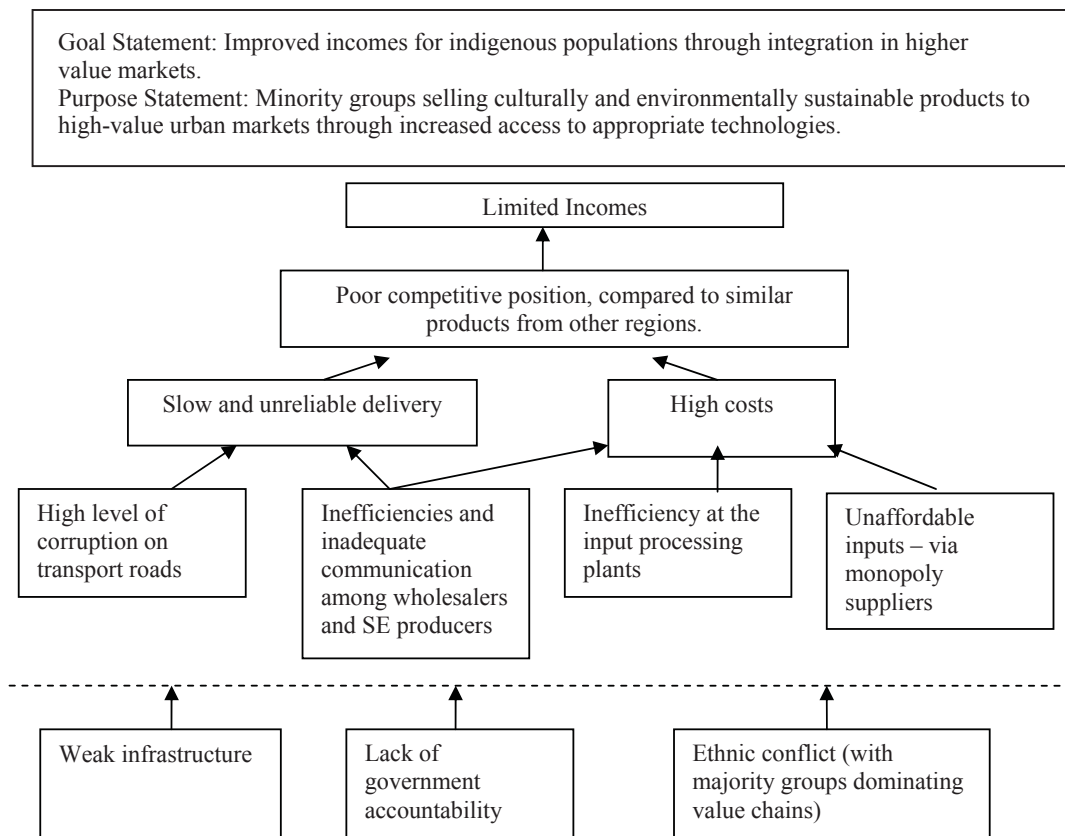 Goal Statement: Improved incomes for indigenous populations through integration in higher
value markets.
Purpose Statement: Minority groups selling culturally and environmentally sustainable products to
high-value urban markets through increased access to appropriate technologies.
Limited Incomes
Poor competitive position, compared to similar
products from other regions.
Slow and unreliable delivery
High costs
High level of
corruption on
transport roads
Inefficiencies and
inadequate
communication
among wholesalers
and SE producers
Inefficiency at the
input processing
plants
Unaffordable
inputs – via
monopoly
suppliers
Weak infrastructure
Lack of
government
accountability
Ethnic conflict (with
majority groups dominating
value chains)